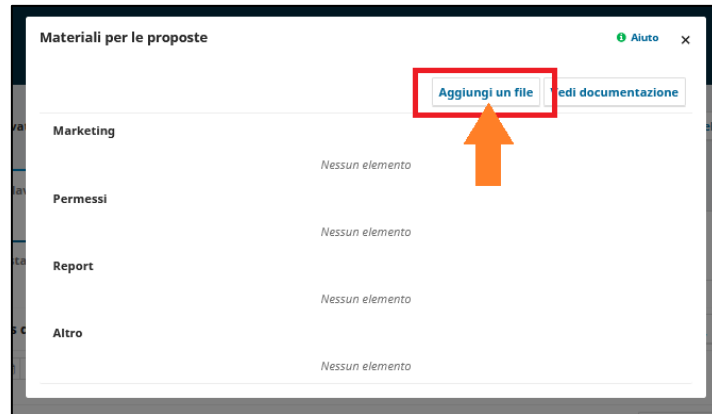 Materiali per le proposte
Aiuto
Aggiungi un file
Vedi documentazione
Marketing
Nessun elemento
Permessi
Nessun elemento
Report
Nessun elemento
Altro
Nessun elemento